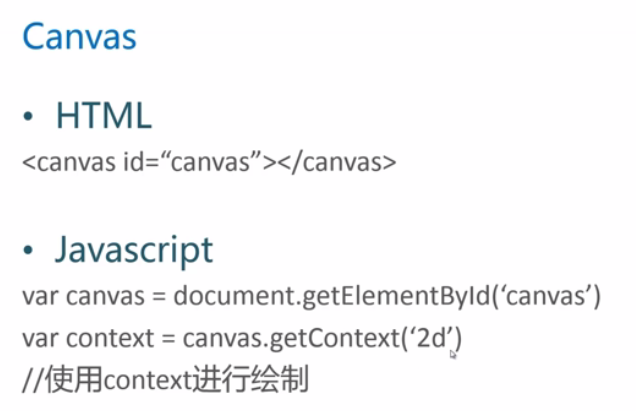 Canvas
• HTML
<canvas id=“canvas”></canvas>
• Javascript
var canvas = document.getElementById(‘canvas’)
var context = canvas.getContext(‘2d’)
//使用context进行绘制